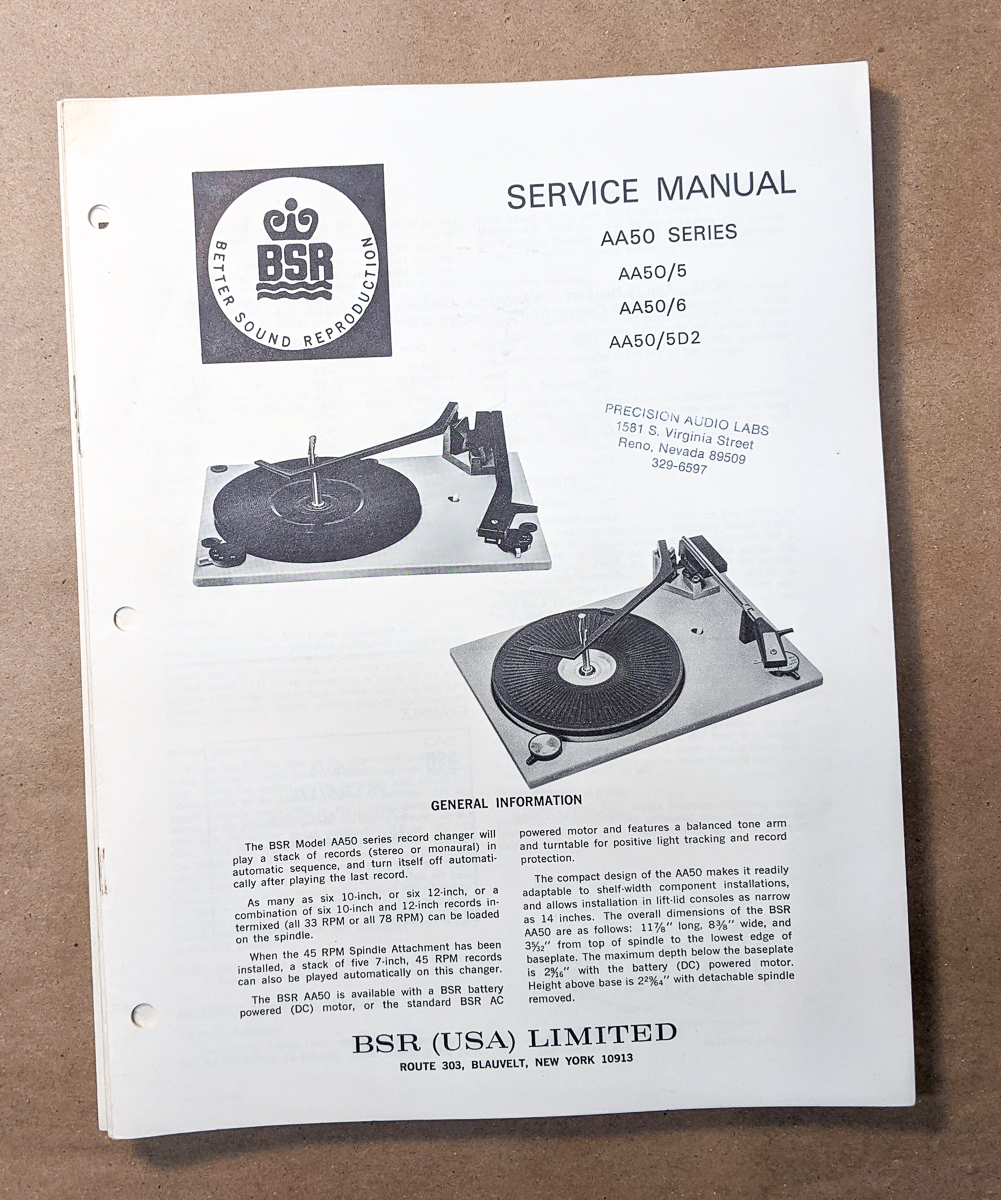 BSR
BETTER SOUND REPRODUCTION
SERVICE MANUAL
AA50 SERIES
AA50/5
AA50/6
AA50/5D2
PRECISION AUDIO LABS
1581 S. Virginia Street
Reno, Nevada 89509
329-6597
GENERAL INFORMATION
The BSR Model AA50 series record changer will
play a stack of records (stereo or monaural) in
automatic sequence, and turn itself off automati-
cally after playing the last record.
As many as six 10-inch, or six 12-inch, or a
combination of six 10-inch and 12-inch records in-
termixed (all 33 RPM or all 78 RPM) can be loaded
on the spindle.
When the 45 RPM Spindle Attachment has been
installed, a stack of five 7-inch, 45 RPM records
can also be played automatically on this changer.
The BSR AA50 is available with a BSR battery
powered (DC) motor, or the standard BSR AC
powered motor and features a balanced tone arm
and turntable for positive light tracking and record
protection.
The compact design of the AA50 makes it readily
adaptable to shelf-width component installations,
and allows installation in lift-lid consoles as narrow
as 14 inches. The overall dimensions of the BSR
AA50 are as follows: 11⅞" long, 8⅜" wide, and
3⁵⁄₃₂" from top of spindle to the lowest edge of
baseplate. The maximum depth below the baseplate
is 2⁹⁄₁₆" with the battery (DC) powered motor.
Height above base is 2²⁹⁄₆₄" with detachable spindle
removed.
BSR (USA) LIMITED
ROUTE 303, BLAUVELT, NEW YORK 10913